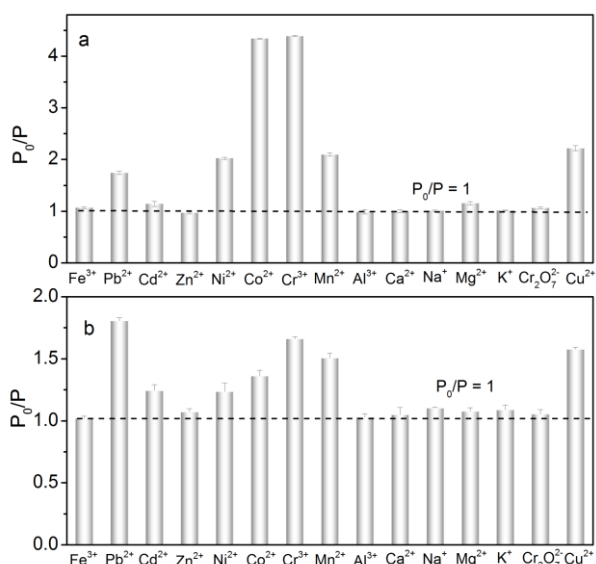 a
4
3
2
1
0
P₀/P
P₀/P = 1
Fe³⁺ Pb²⁺ Cd²⁺ Zn²⁺ Ni²⁺ Co²⁺ Cr³⁺ Mn²⁺ Al³⁺ Ca²⁺ Na⁺ Mg²⁺ K⁺ Cr₂O₇²⁻ Cu²⁺
b
2.0
1.5
1.0
0.5
0.0
P₀/P
P₀/P = 1
Fe³⁺ Pb²⁺ Cd²⁺ Zn²⁺ Ni²⁺ Co²⁺ Cr³⁺ Mn²⁺ Al³⁺ Ca²⁺ Na⁺ Mg²⁺ K⁺ Cr₂O₇²⁻ Cu²⁺